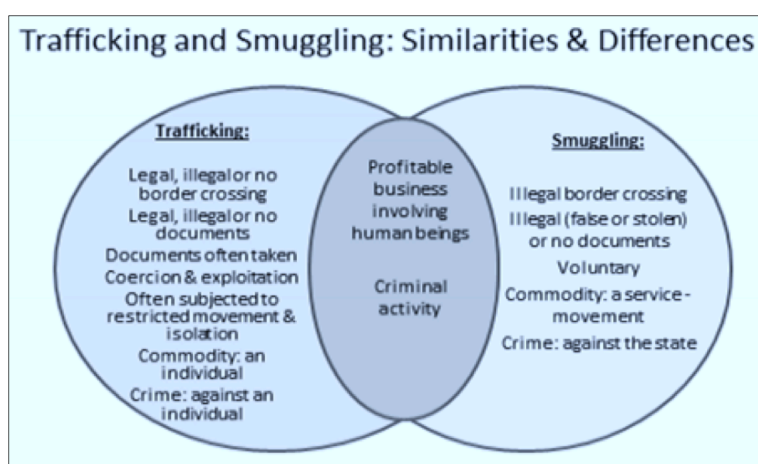 Trafficking and Smuggling: Similarities & Differences
Trafficking:
Legal, illegal or no
border crossing
Legal, illegal or no
documents
Documents often taken
Coercion & exploitation
Often subjected to
restricted movement &
isolation
Commodity: an
individual
Crime: against an
individual
Profitable
business
involving
human beings
Criminal
activity
Smuggling:
Illegal border crossing
Illegal (false or stolen)
or no documents
Voluntary
Commodity: a service-
movement
Crime: against the state